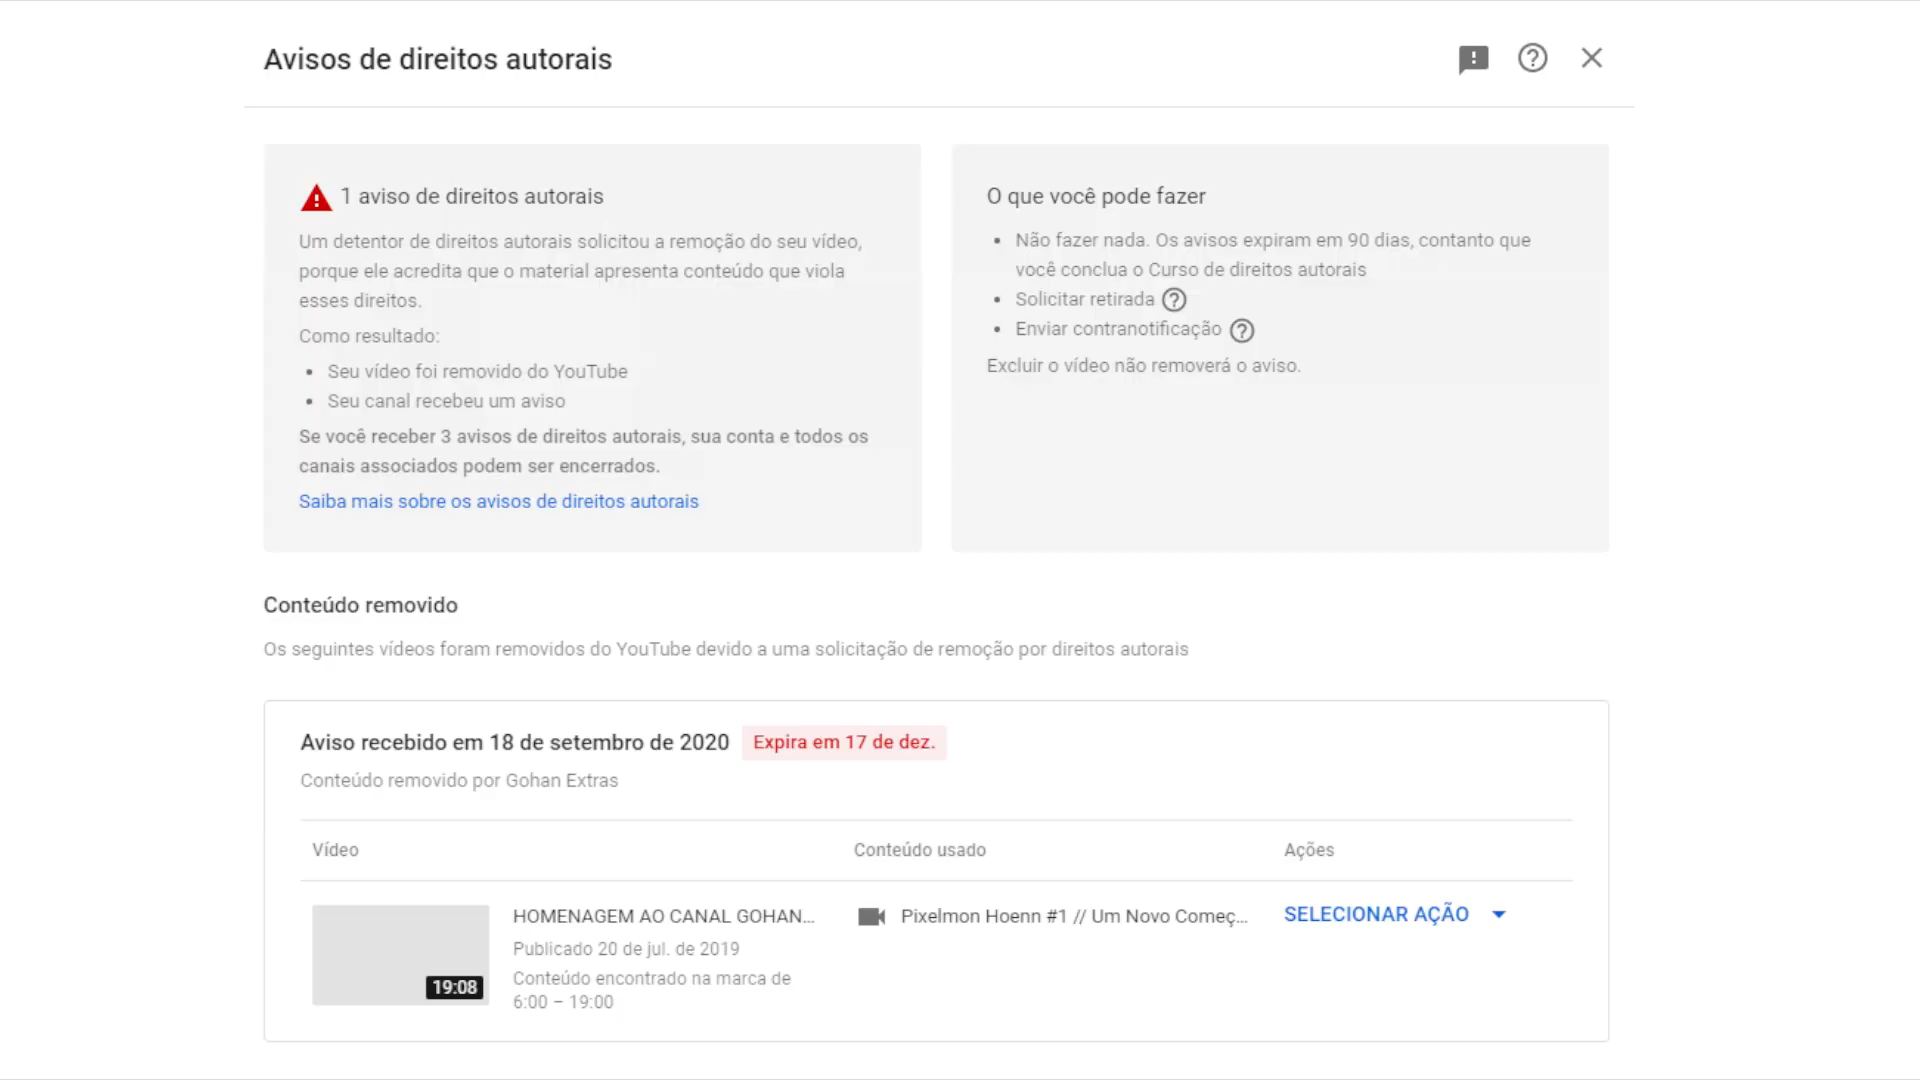 Avisos de direitos autorais
1 aviso de direitos autorais
Um detentor de direitos autorais solicitou a remoção do seu vídeo,
porque ele acredita que o material apresenta conteúdo que viola
esses direitos.
Como resultado:
Seu vídeo foi removido do YouTube
Seu canal recebeu um aviso
Se você receber 3 avisos de direitos autorais, sua conta e todos os
canais associados podem ser encerrados.
Saiba mais sobre os avisos de direitos autorais
O que você pode fazer
Não fazer nada. Os avisos expiram em 90 dias, contanto que
você conclua o Curso de direitos autorais
Solicitar retirada
Enviar contranotificação
Excluir o vídeo não removerá o aviso.
Conteúdo removido
Os seguintes vídeos foram removidos do YouTube devido a uma solicitação de remoção por direitos autorais
Aviso recebido em 18 de setembro de 2020 Expira em 17 de dez.
Conteúdo removido por Gohan Extras
Vídeo Conteúdo usado Ações
HOMENAGEM AO CANAL GOHAN... Pixelmon Hoenn #1 // Um Novo Começ... SELECIONAR AÇÃO
Publicado 20 de jul. de 2019
Conteúdo encontrado na marca de
6:00 – 19:00
19:08